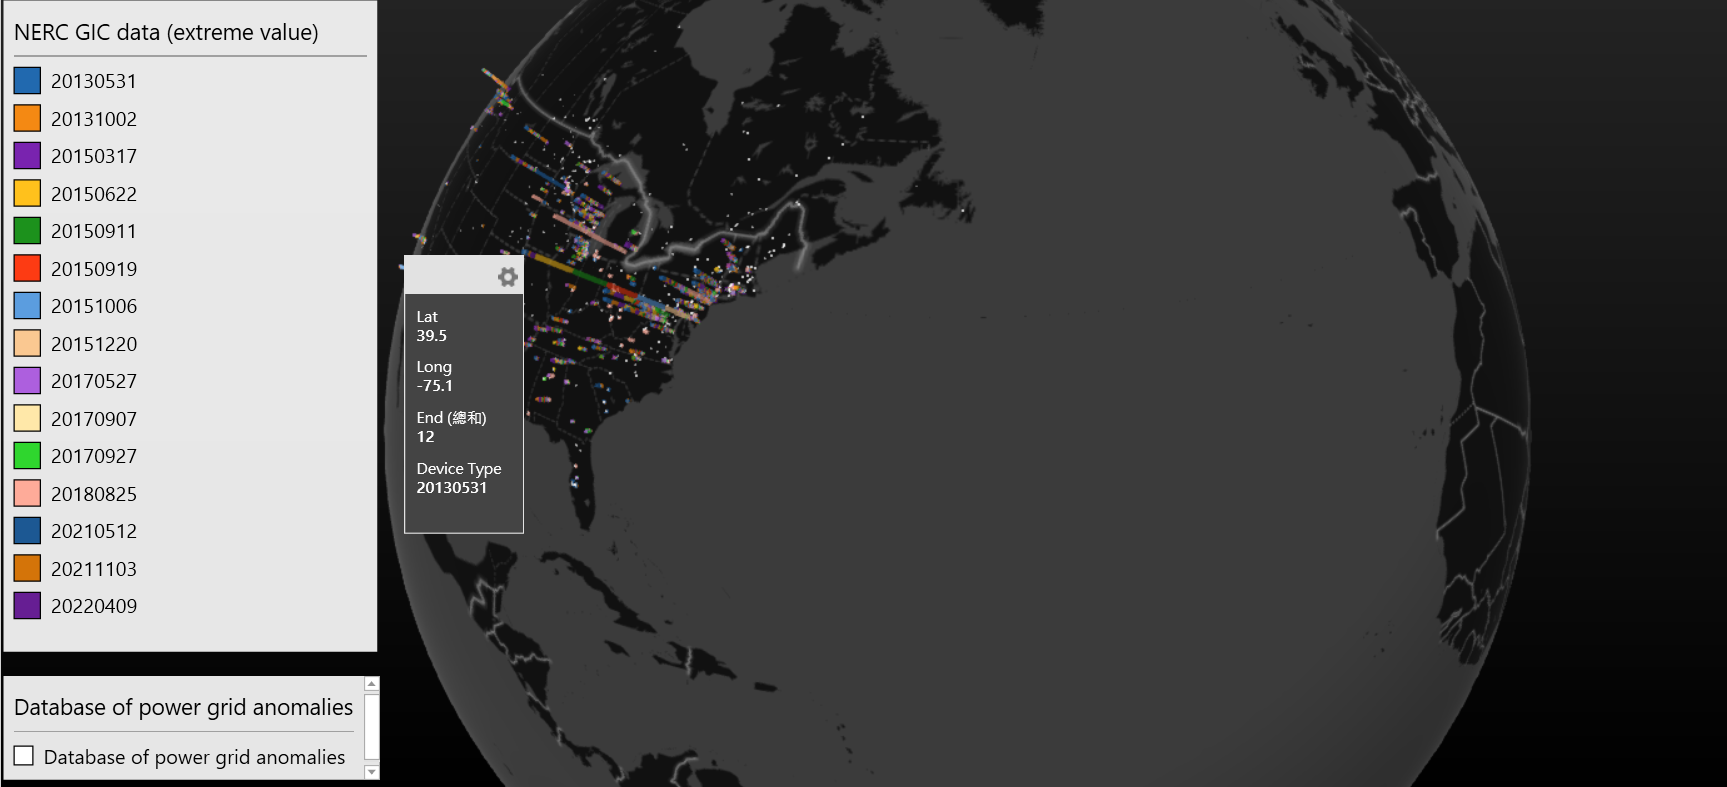 NERC GIC data (extreme value)
20130531
20131002
20150317
20150622
20150911
20150919
20151006
20151220
20170527
20170907
20170927
20180825
20210512
20211103
20220409
Database of power grid anomalies
Database of power grid anomalies
Lat
39.5
Long
-75.1
End (總和)
12
Device Type
20130531